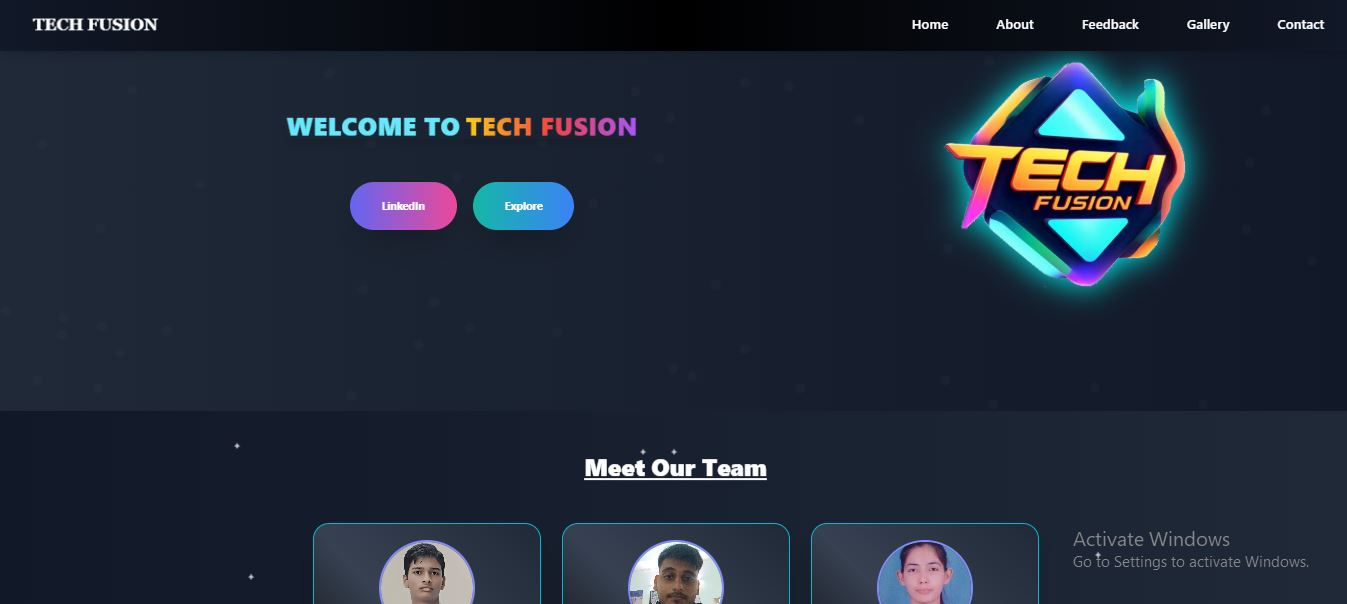 TECH FUSION
Home About Feedback Gallery Contact
WELCOME TO TECH FUSION
LinkedIn Explore
TECH
FUSION
Meet Our Team
Activate Windows
Go to Settings to activate Windows.